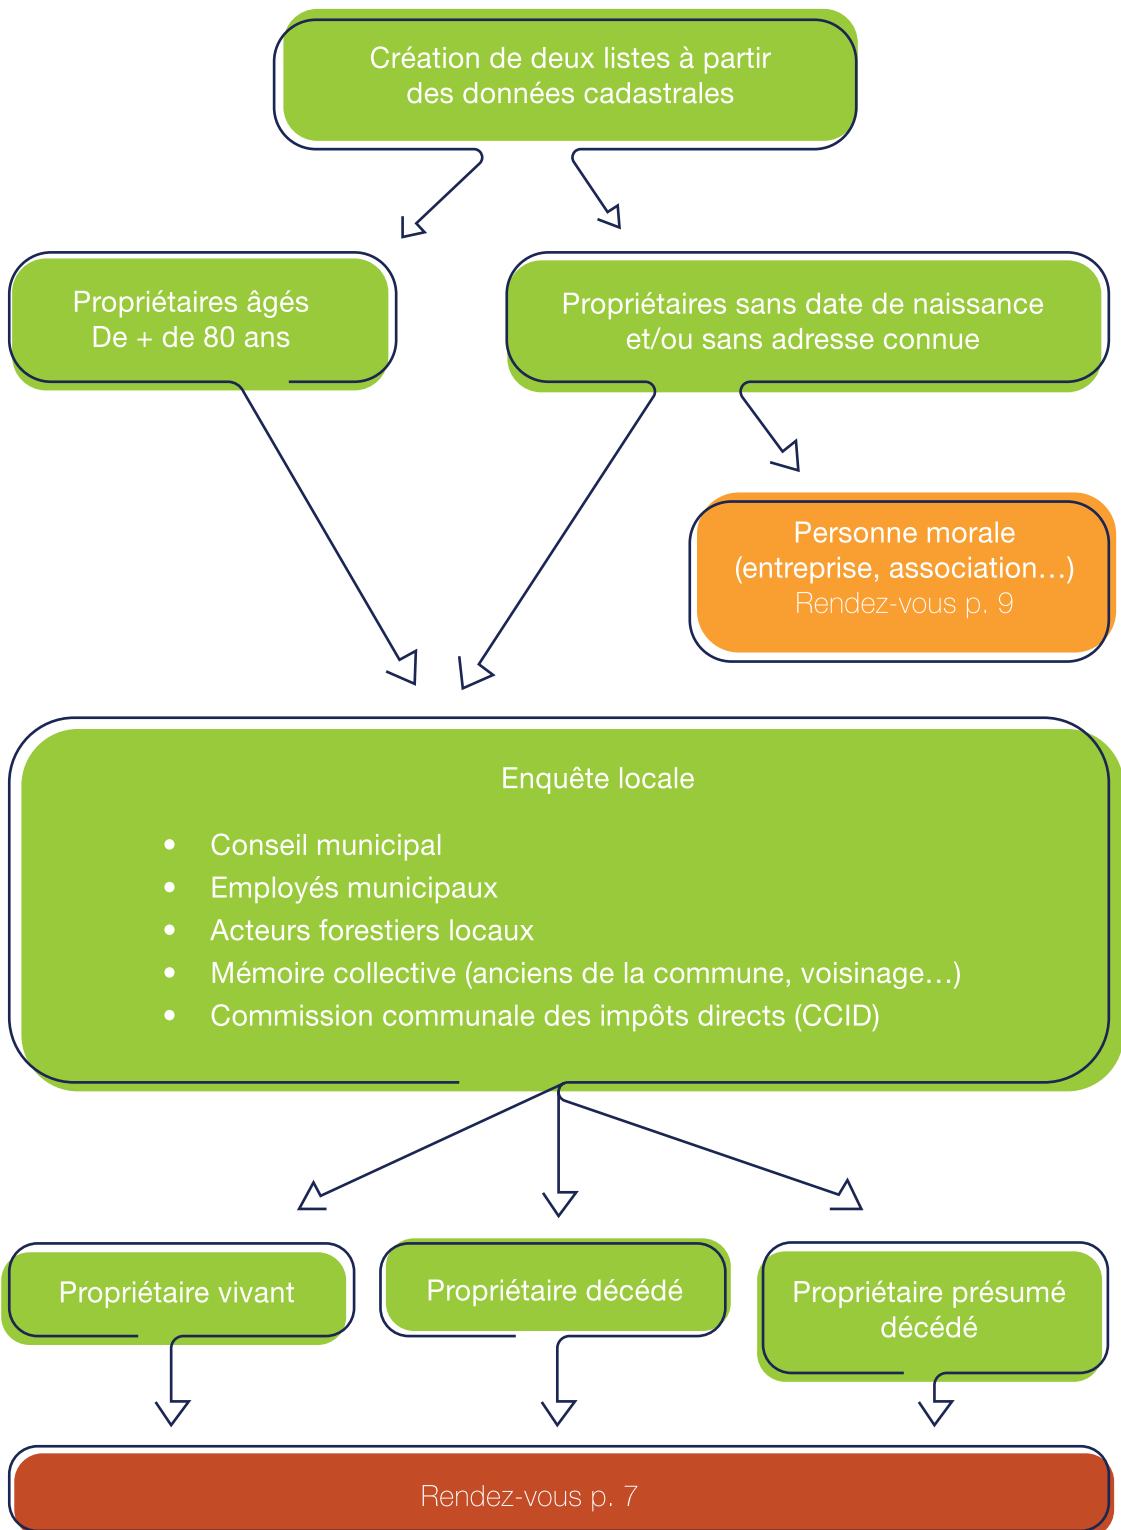 Création de deux listes à partir
des données cadastrales
Propriétaires âgés
De + de 80 ans
Propriétaires sans date de naissance
et/ou sans adresse connue
Personne morale
(entreprise, association…)
Rendez-vous p. 9
Enquête locale
• Conseil municipal
• Employés municipaux
• Acteurs forestiers locaux
• Mémoire collective (anciens de la commune, voisinage…)
• Commission communale des impôts directs (CCID)
Propriétaire vivant
Propriétaire décédé
Propriétaire présumé
décédé
Rendez-vous p. 7